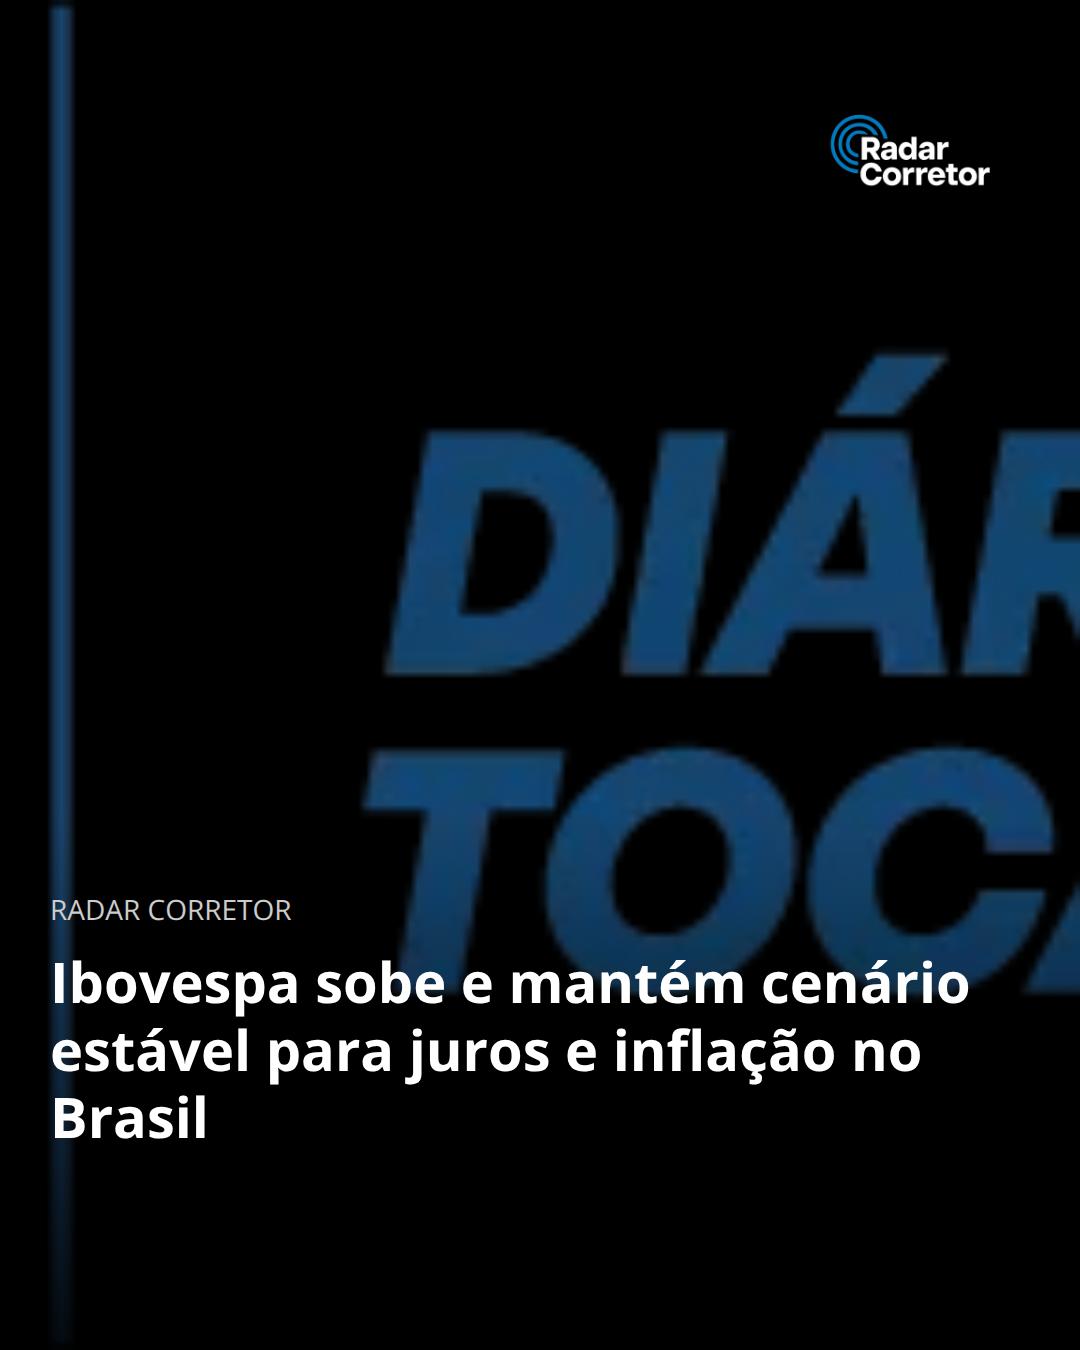 Radar
Corretor
DIÁR
TOC
RADAR CORRETOR
Ibovespa sobe e mantém cenário
estável para juros e inflação no
Brasil